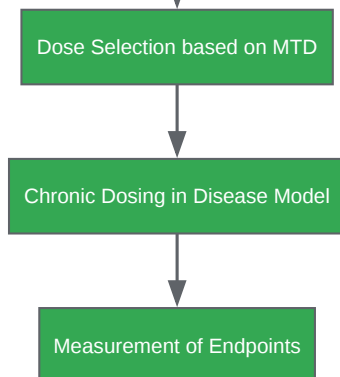 Dose Selection based on MTD
Chronic Dosing in Disease Model
Measurement of Endpoints